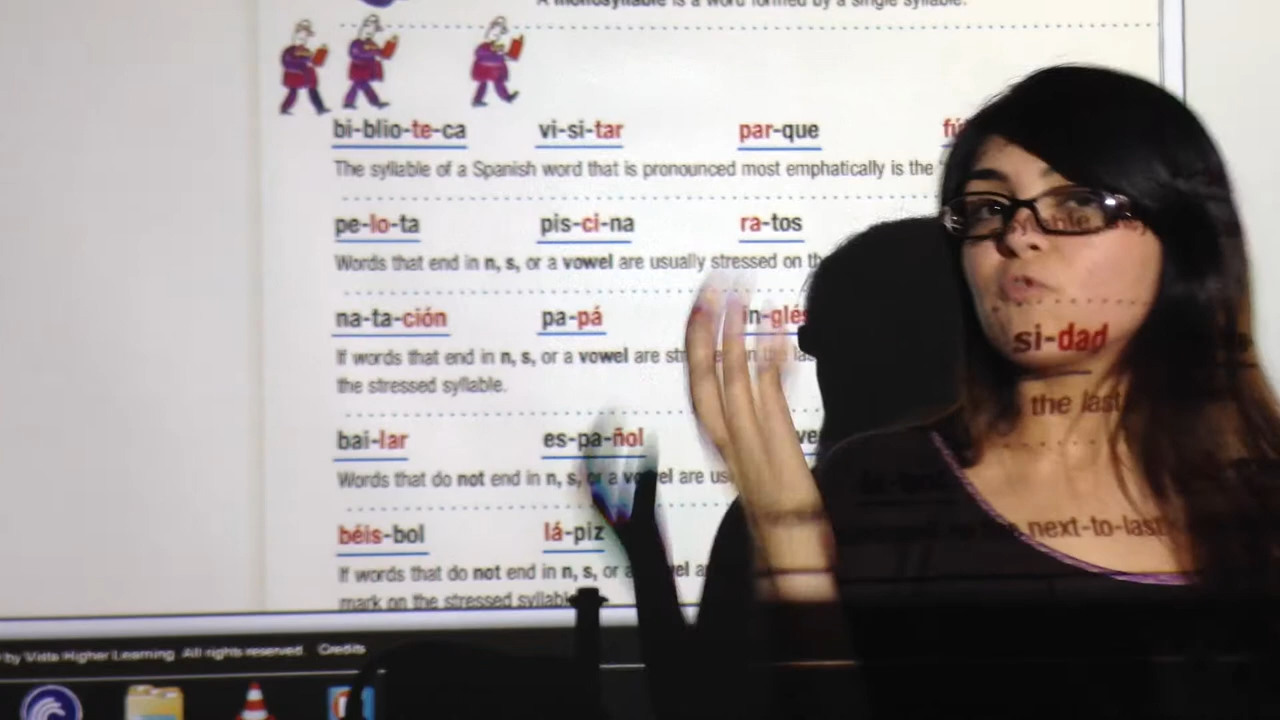 A monosyllable is a word formed by a single syllable.
bi-blio-te-ca vi-si-tar par-que
The syllable of a Spanish word that is pronounced most emphatically is the
pe-lo-ta pis-ci-na ra-tos
Words that end in n, s, or a vowel are usually stressed on
na-ta-ción pa-pá in-glés
If words that end in n, s, or a vowel are
si-dad
the stressed syllable.
the last
bai-lar es-pa-ñol
Words that do not end in n, s, or a vowel are
next-to-last
béis-bol lá-piz
If words that do not end in n, s, or
mark on the stressed
by Vista Higher Learning. All rights reserved. Credits